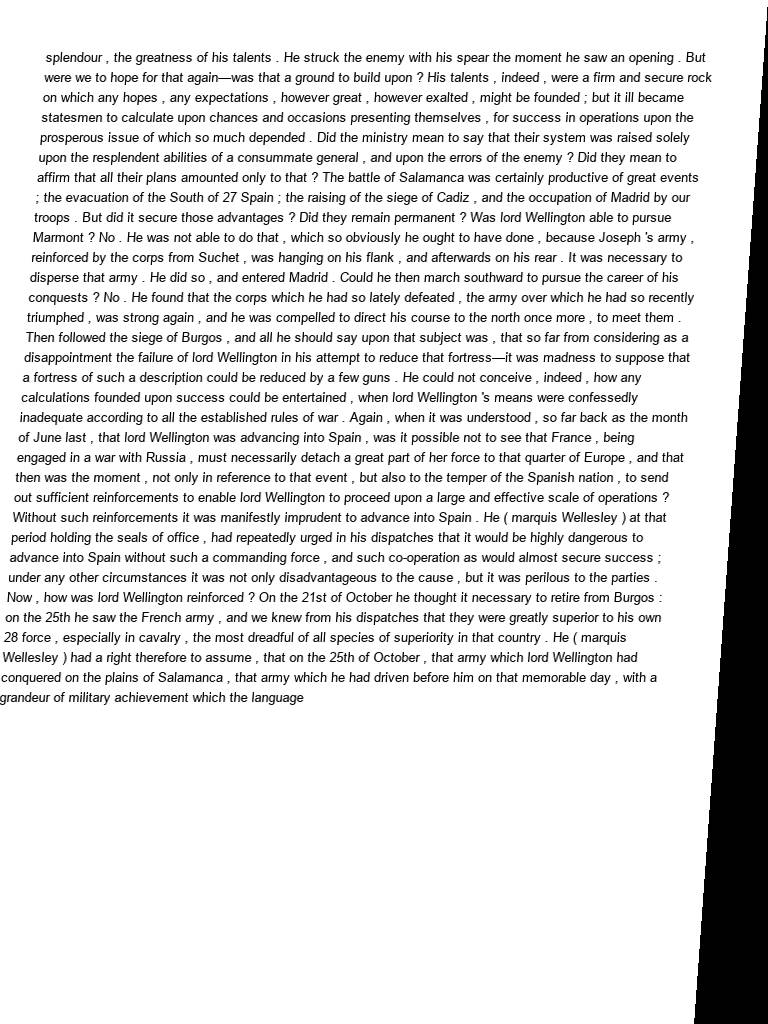 splendour , the greatness of his talents . He struck the enemy with his spear the moment he saw an opening . But
were we to hope for that again—was that a ground to build upon ? His talents , indeed , were a firm and secure rock
on which any hopes , any expectations , however great , however exalted , might be founded ; but it ill became
statesmen to calculate upon chances and occasions presenting themselves , for success in operations upon the
prosperous issue of which so much depended . Did the ministry mean to say that their system was raised solely
upon the resplendent abilities of a consummate general , and upon the errors of the enemy ? Did they mean to
affirm that all their plans amounted only to that ? The battle of Salamanca was certainly productive of great events
; the evacuation of the South of 27 Spain ; the raising of the siege of Cadiz , and the occupation of Madrid by our
troops . But did it secure those advantages ? Did they remain permanent ? Was lord Wellington able to pursue
Marmont ? No . He was not able to do that , which so obviously he ought to have done , because Joseph 's army ,
reinforced by the corps from Suchet , was hanging on his flank , and afterwards on his rear . It was necessary to
disperse that army . He did so , and entered Madrid . Could he then march southward to pursue the career of his
conquests ? No . He found that the corps which he had so lately defeated , the army over which he had so recently
triumphed , was strong again , and he was compelled to direct his course to the north once more , to meet them .
Then followed the siege of Burgos , and all he should say upon that subject was , that so far from considering as a
disappointment the failure of lord Wellington in his attempt to reduce that fortress—it was madness to suppose that
a fortress of such a description could be reduced by a few guns . He could not conceive , indeed , how any
calculations founded upon success could be entertained , when lord Wellington 's means were confessedly
inadequate according to all the established rules of war . Again , when it was understood , so far back as the month
of June last , that lord Wellington was advancing into Spain , was it possible not to see that France , being
engaged in a war with Russia , must necessarily detach a great part of her force to that quarter of Europe , and that
then was the moment , not only in reference to that event , but also to the temper of the Spanish nation , to send
out sufficient reinforcements to enable lord Wellington to proceed upon a large and effective scale of operations ?
Without such reinforcements it was manifestly imprudent to advance into Spain . He ( marquis Wellesley ) at that
period holding the seals of office , had repeatedly urged in his dispatches that it would be highly dangerous to
advance into Spain without such a commanding force , and such co-operation as would almost secure success ;
under any other circumstances it was not only disadvantageous to the cause , but it was perilous to the parties .
Now , how was lord Wellington reinforced ? On the 21st of October he thought it necessary to retire from Burgos :
on the 25th he saw the French army , and we knew from his dispatches that they were greatly superior to his own
28 force , especially in cavalry , the most dreadful of all species of superiority in that country . He ( marquis
Wellesley ) had a right therefore to assume , that on the 25th of October , that army which lord Wellington had
conquered on the plains of Salamanca , that army which he had driven before him on that memorable day , with a
grandeur of military achievement which the language